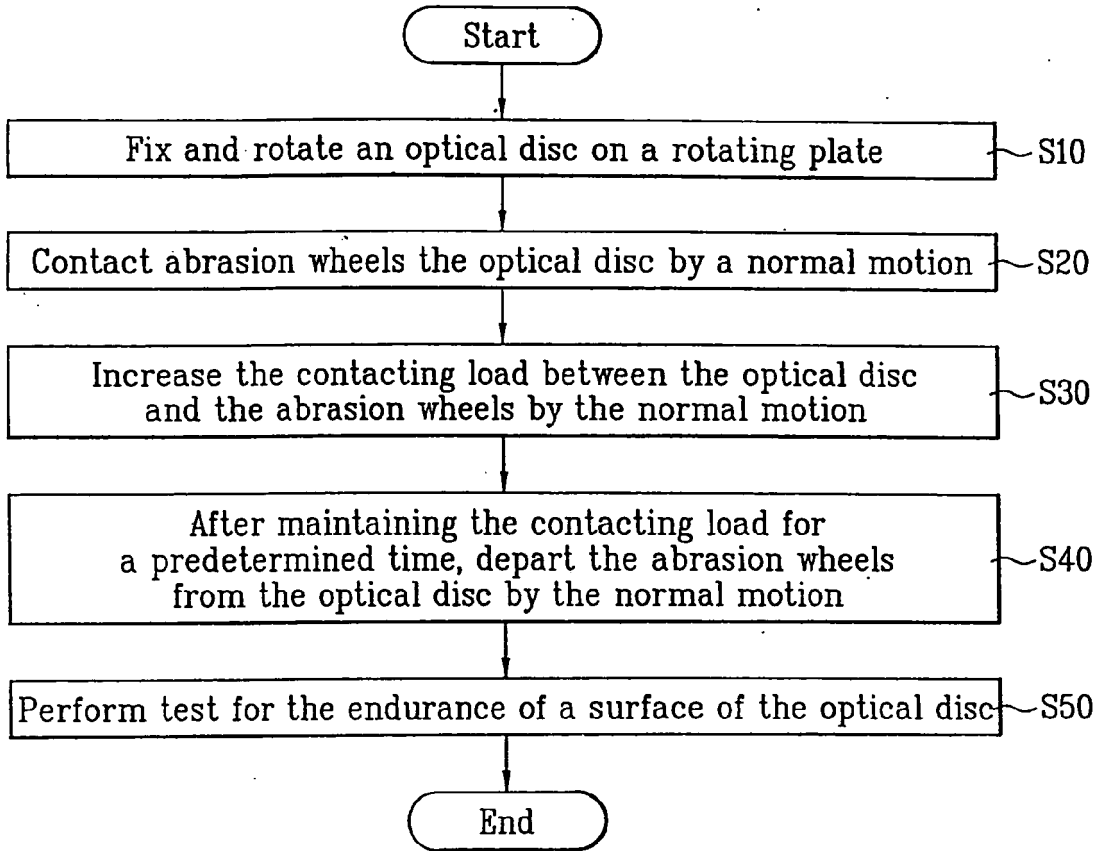 Start
Fix and rotate an optical disc on a rotating plate
S10
Contact abrasion wheels the optical disc by a normal motion
S20
Increase the contacting load between the optical disc
and the abrasion wheels by the normal motion
S30
After maintaining the contacting load for
a predetermined time, depart the abrasion wheels
from the optical disc by the normal motion
S40
Perform test for the endurance of a surface of the optical disc
S50
End